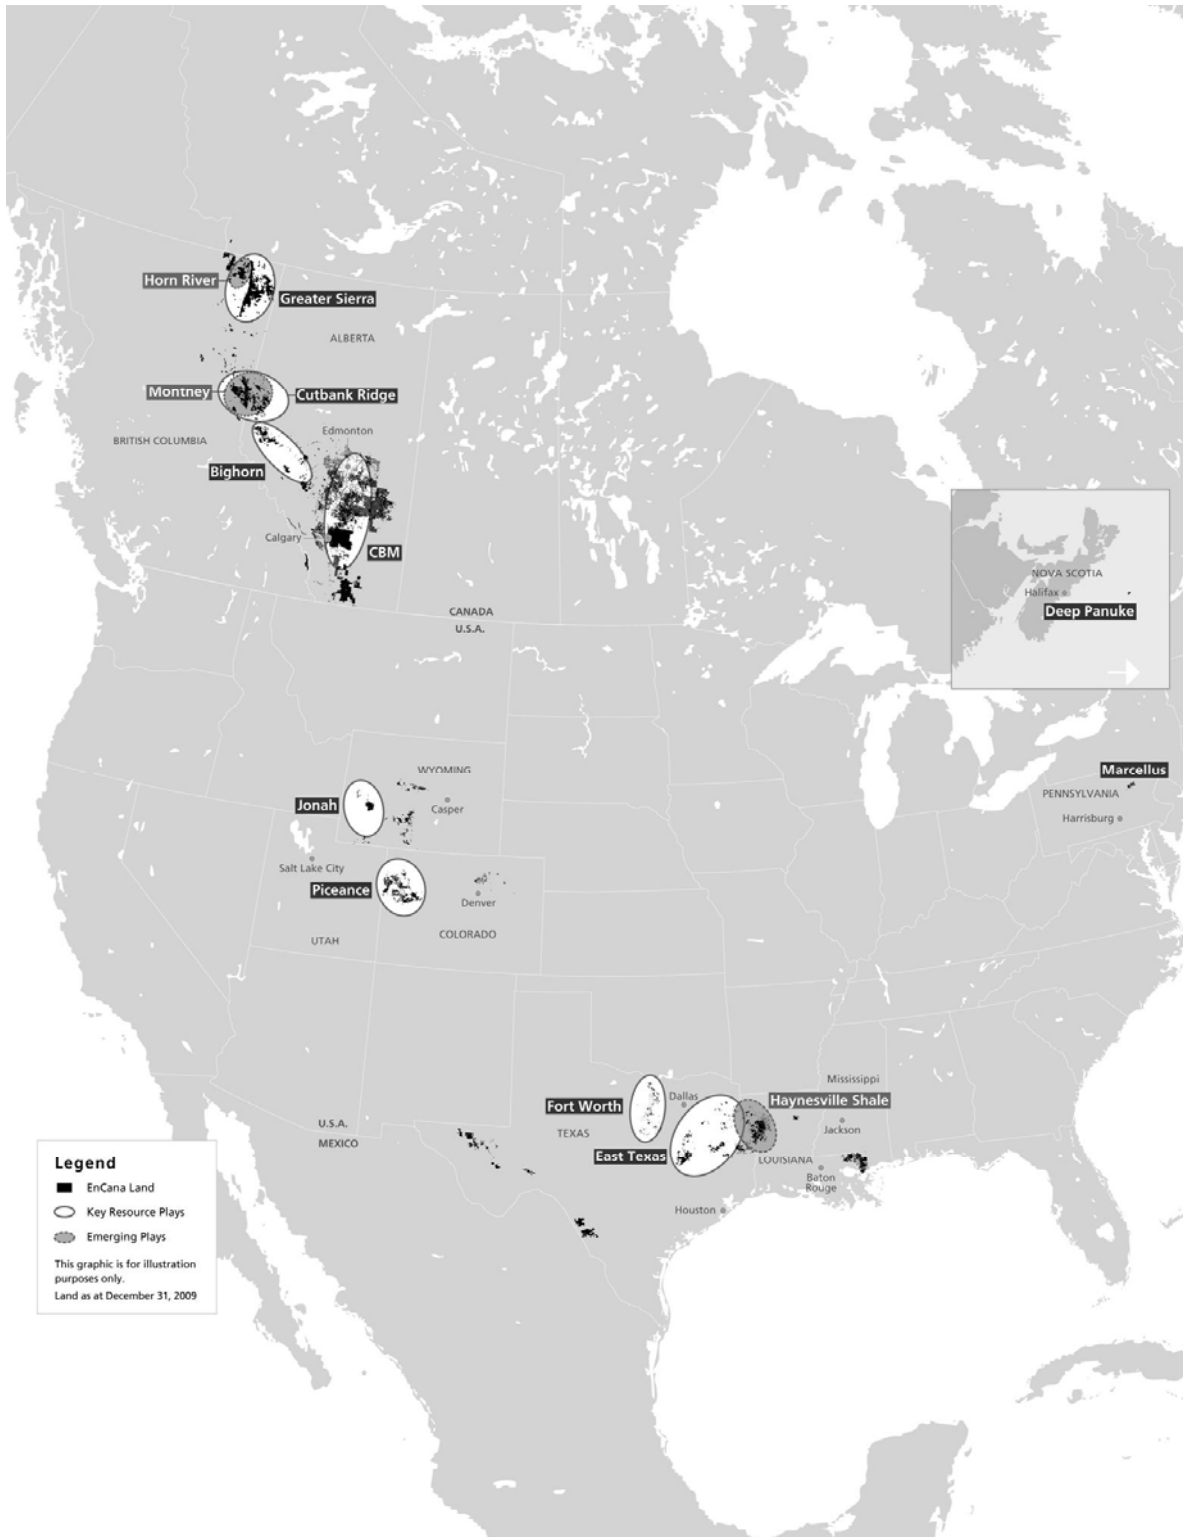 Horn River
Greater Sierra
ALBERTA
Montney
Cutbank Ridge
Edmonton
BRITISH COLUMBIA
Bighorn
Calgary
CBM
NOVA SCOTIA
Halifax
Deep Panuke
CANADA
U.S.A.
WYOMING
Marcellus
PENNSYLVANIA
Jonah
Casper
Harrisburg
Salt Lake City
Piceance
Denver
COLORADO
UTAH
Mississippi
Dallas
Haynesville Shale
Fort Worth
U.S.A.
TEXAS
Jackson
MEXICO
East Texas
LOUISIANA
Baton
Rouge
Houston
Legend
EnCana Land
Key Resource Plays
Emerging Plays
This graphic is for illustration
purposes only.
Land as at December 31, 2009